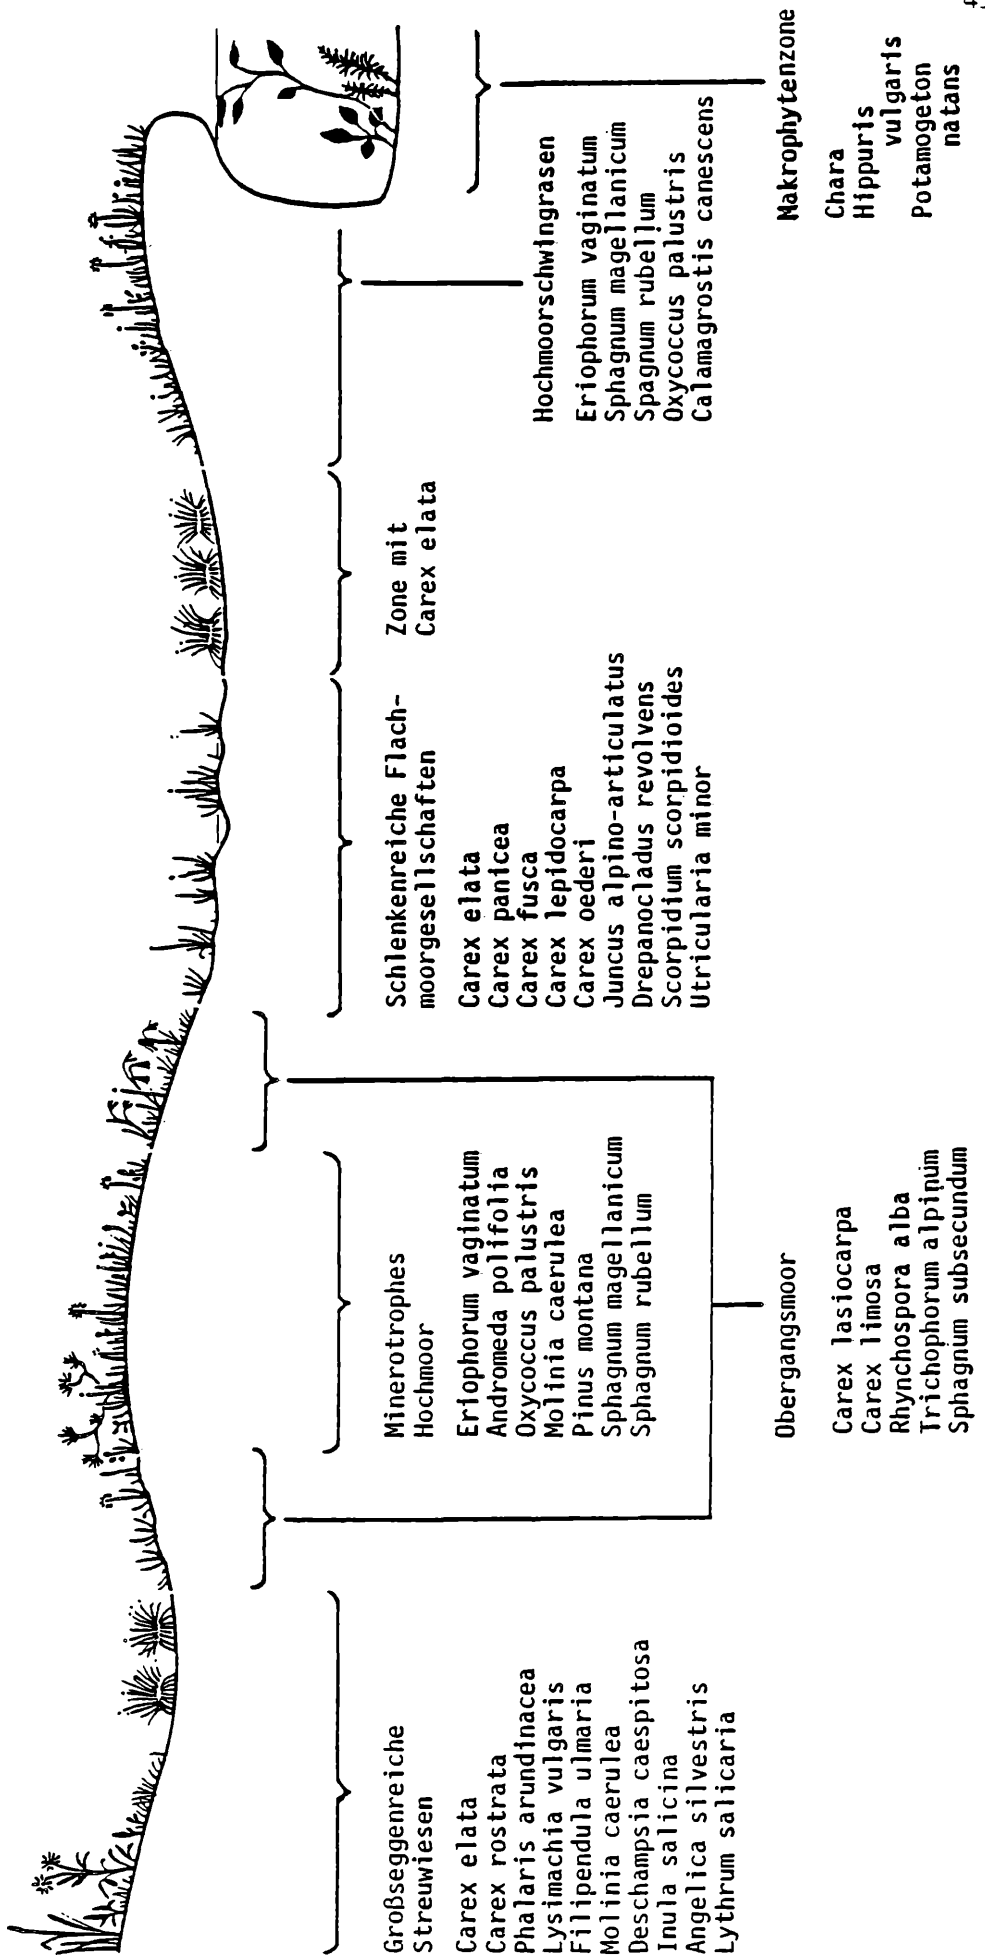 Großseggenreiche
Streuwiesen
Carex elata
Carex rostrata
Phalaris arundinacea
Lysimachia vulgaris
Filipendula ulmaria
Molinia caerulea
Deschampsia caespitosa
Inula salicina
Angelica silvestris
Lythrum salicaria
Minerotrophes
Hochmoor
Eriophorum vaginatum
Andromeda polifolia
Oxycoccus palustris
Molinia caerulea
Pinus montana
Sphagnum magellanicum
Sphagnum rubellum
Obergangsmoor
Carex lasiocarpa
Carex limosa
Rhynchospora alba
Trichophorum alpinum
Sphagnum subsecundum
Schlenkenreiche Flach-
moorgesellschaften
Carex elata
Carex panicea
Carex fusca
Carex lepidocarpa
Carex oederi
Juncus alpino-articulatus
Drepanocladus revolvens
Scorpidium scorpidioides
Utricularia minor
Zone mit
Carex elata
Hochmoorschwingrasen
Eriophorum vaginatum
Sphagnum magellanicum
Spagnum rubellum
Oxycoccus palustris
Calamagrostis canescens
Makrophytenzone
Chara
Hippuris
vulgaris
Potamogeton
natans